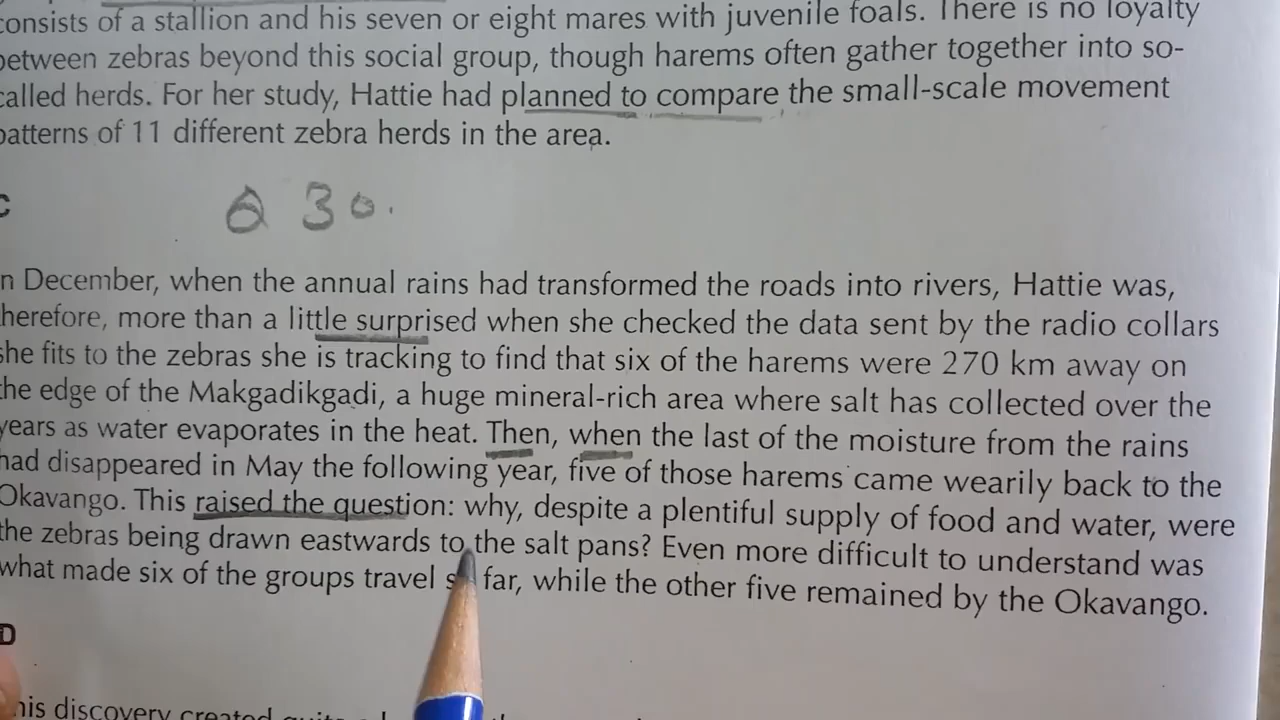 consists of a stallion and his seven or eight mares with juvenile foals. There is no loyalty
between zebras beyond this social group, though harems often gather together into so-
called herds. For her study, Hattie had planned to compare the small-scale movement
patterns of 11 different zebra herds in the area.
C
Q 30.
n December, when the annual rains had transformed the roads into rivers, Hattie was,
herefore, more than a little surprised when she checked the data sent by the radio collars
she fits to the zebras she is tracking to find that six of the harems were 270 km away on
the edge of the Makgadikgadi, a huge mineral-rich area where salt has collected over the
years as water evaporates in the heat. Then, when the last of the moisture from the rains
had disappeared in May the following year, five of those harems came wearily back to the
Okavango. This raised the question: why, despite a plentiful supply of food and water, were
the zebras being drawn eastwards to the salt pans? Even more difficult to understand was
what made six of the groups travel far, while the other five remained by the Okavango.
D
his discovery created